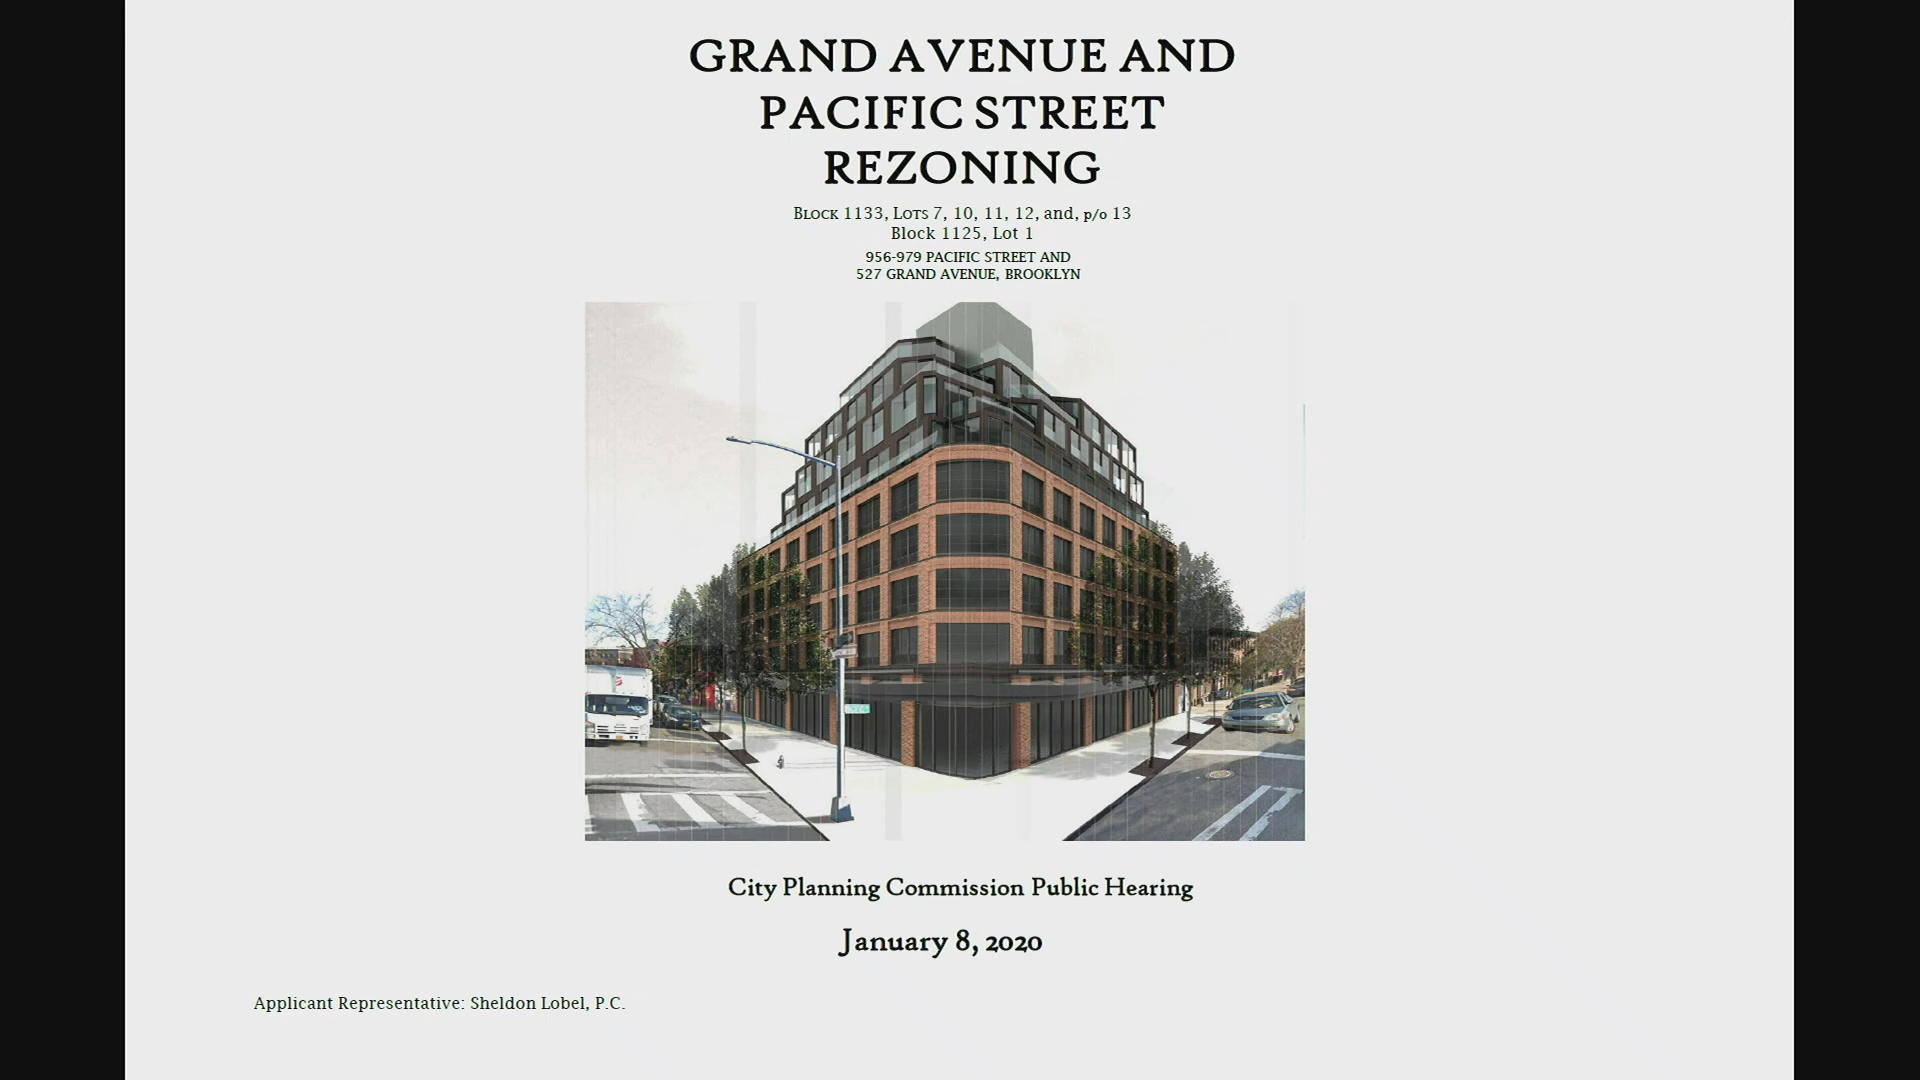 GRAND AVENUE AND
PACIFIC STREET
REZONING
BLOCK 1133, LOTS 7, 10, 11, 12, and, p/o 13
Block 1125, Lot 1
956-979 PACIFIC STREET AND
527 GRAND AVENUE, BROOKLYN
City Planning Commission Public Hearing
January 8, 2020
Applicant Representative: Sheldon Lobel, P.C.